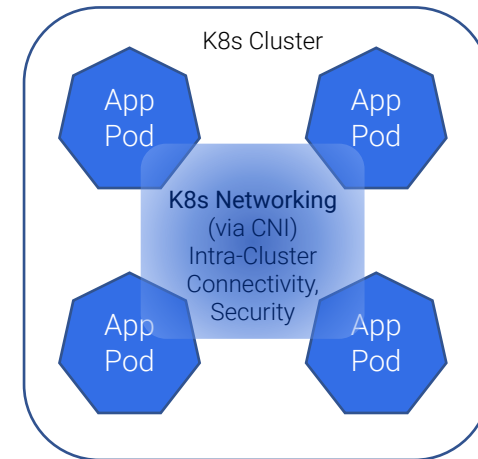 K8s Cluster
App
Pod
App
Pod
K8s Networking
(via CNI)
Intra-Cluster
Connectivity,
Security
App
Pod
App
Pod